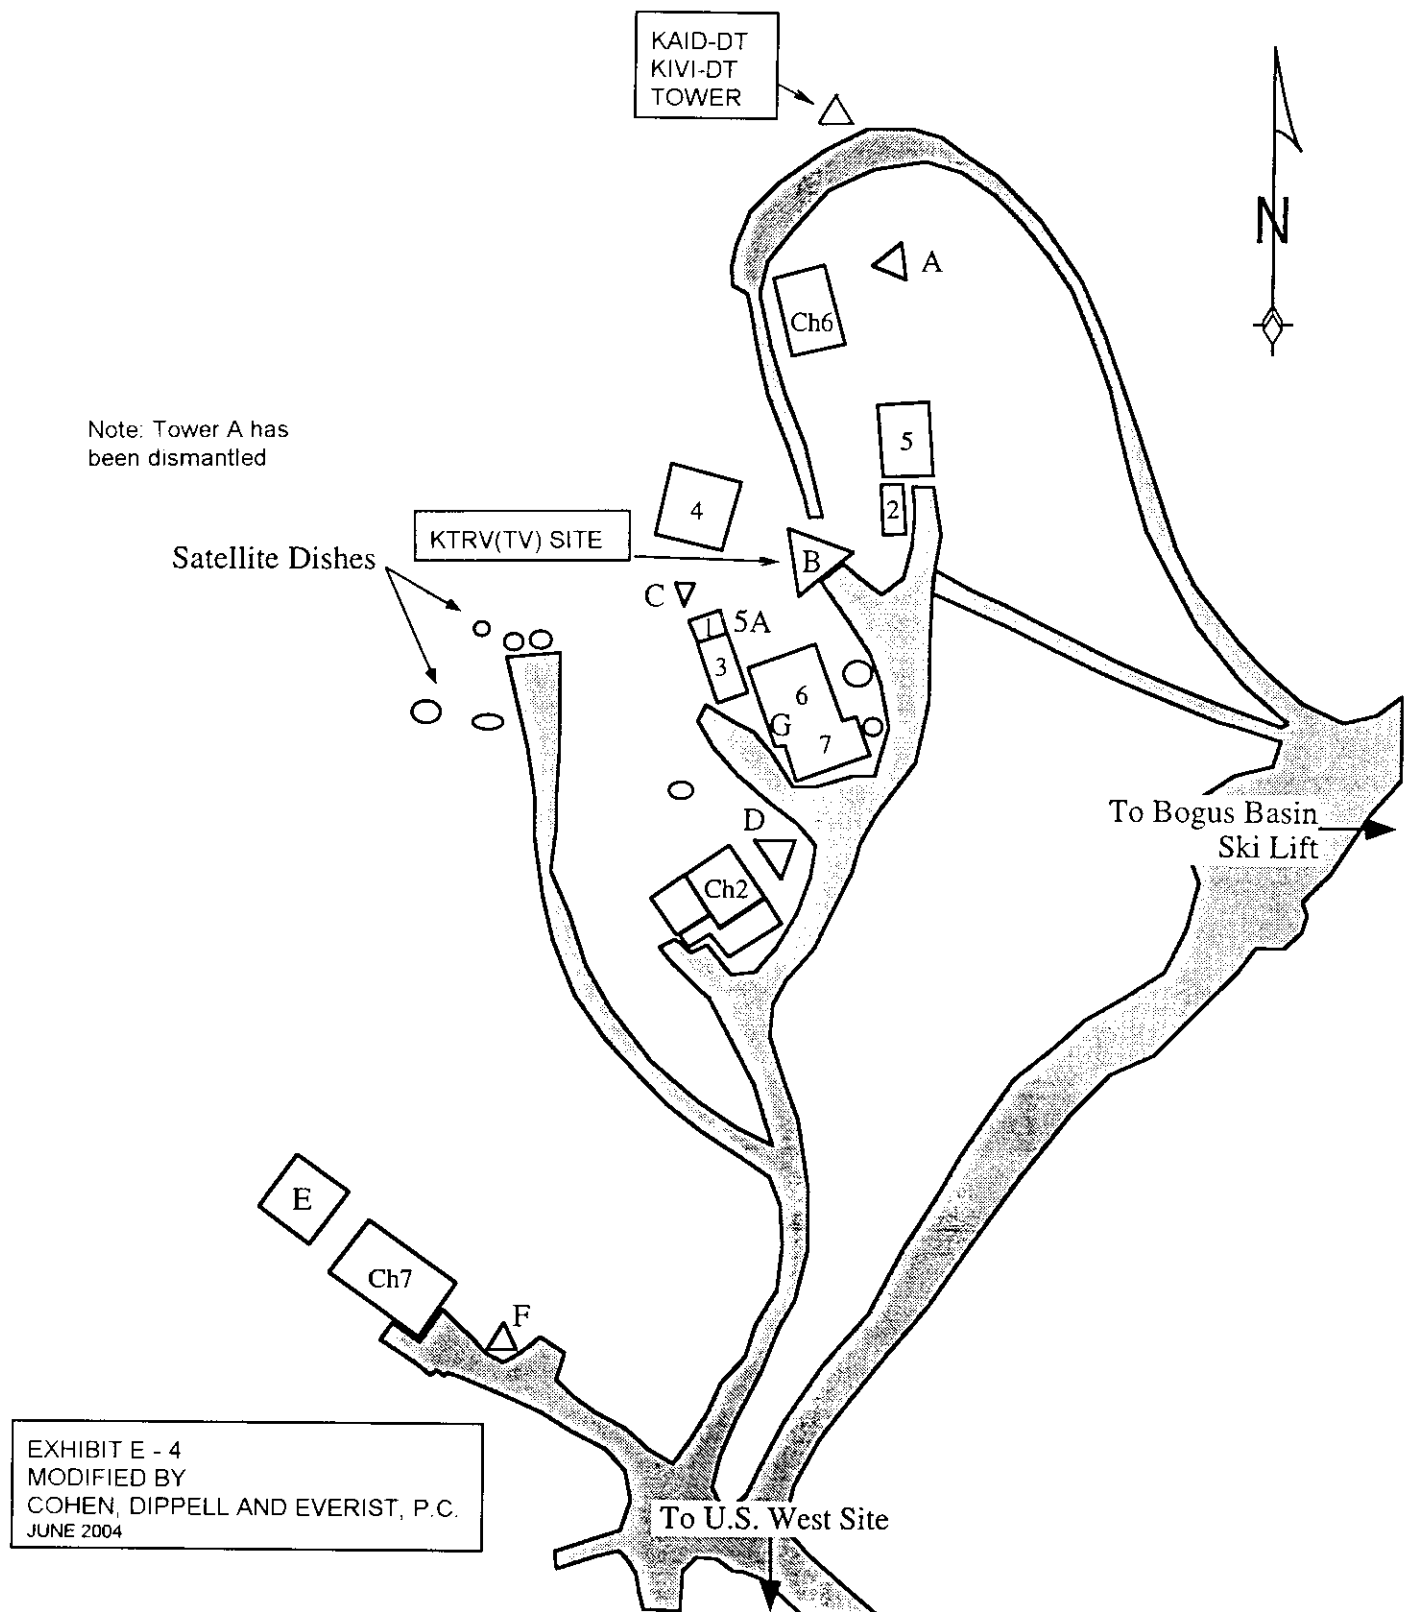 KAID-DT
KIVI-DT
TOWER
N
A
Ch6
Note: Tower A has
been dismantled
5
4
2
KTRV(TV) SITE
B
Satellite Dishes
C
1
5A
3
6
G
7
To Bogus Basin
Ski Lift
D
Ch2
E
Ch7
F
EXHIBIT E - 4
MODIFIED BY
COHEN, DIPPELL AND EVERIST, P.C.
JUNE 2004
To U.S. West Site